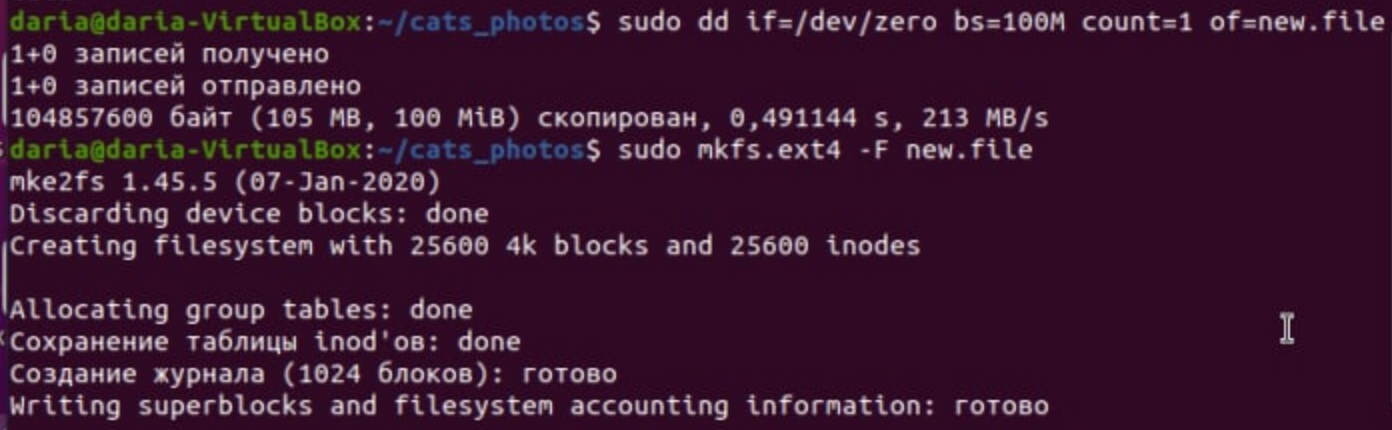 daria@daria-VirtualBox:~/cats_photos$ sudo dd if=/dev/zero bs=100M count=1 of=new.file
1+0 записей получено
1+0 записей отправлено
104857600 байт (105 MB, 100 MiB) скопирован, 0,491144 s, 213 MB/s
daria@daria-VirtualBox:~/cats_photos$ sudo mkfs.ext4 -F new.file
mke2fs 1.45.5 (07-Jan-2020)
Discarding device blocks: done
Creating filesystem with 25600 4k blocks and 25600 inodes
Allocating group tables: done
Сохранение таблицы inod'ов: done
Создание журнала (1024 блоков): готово
Writing superblocks and filesystem accounting information: готово